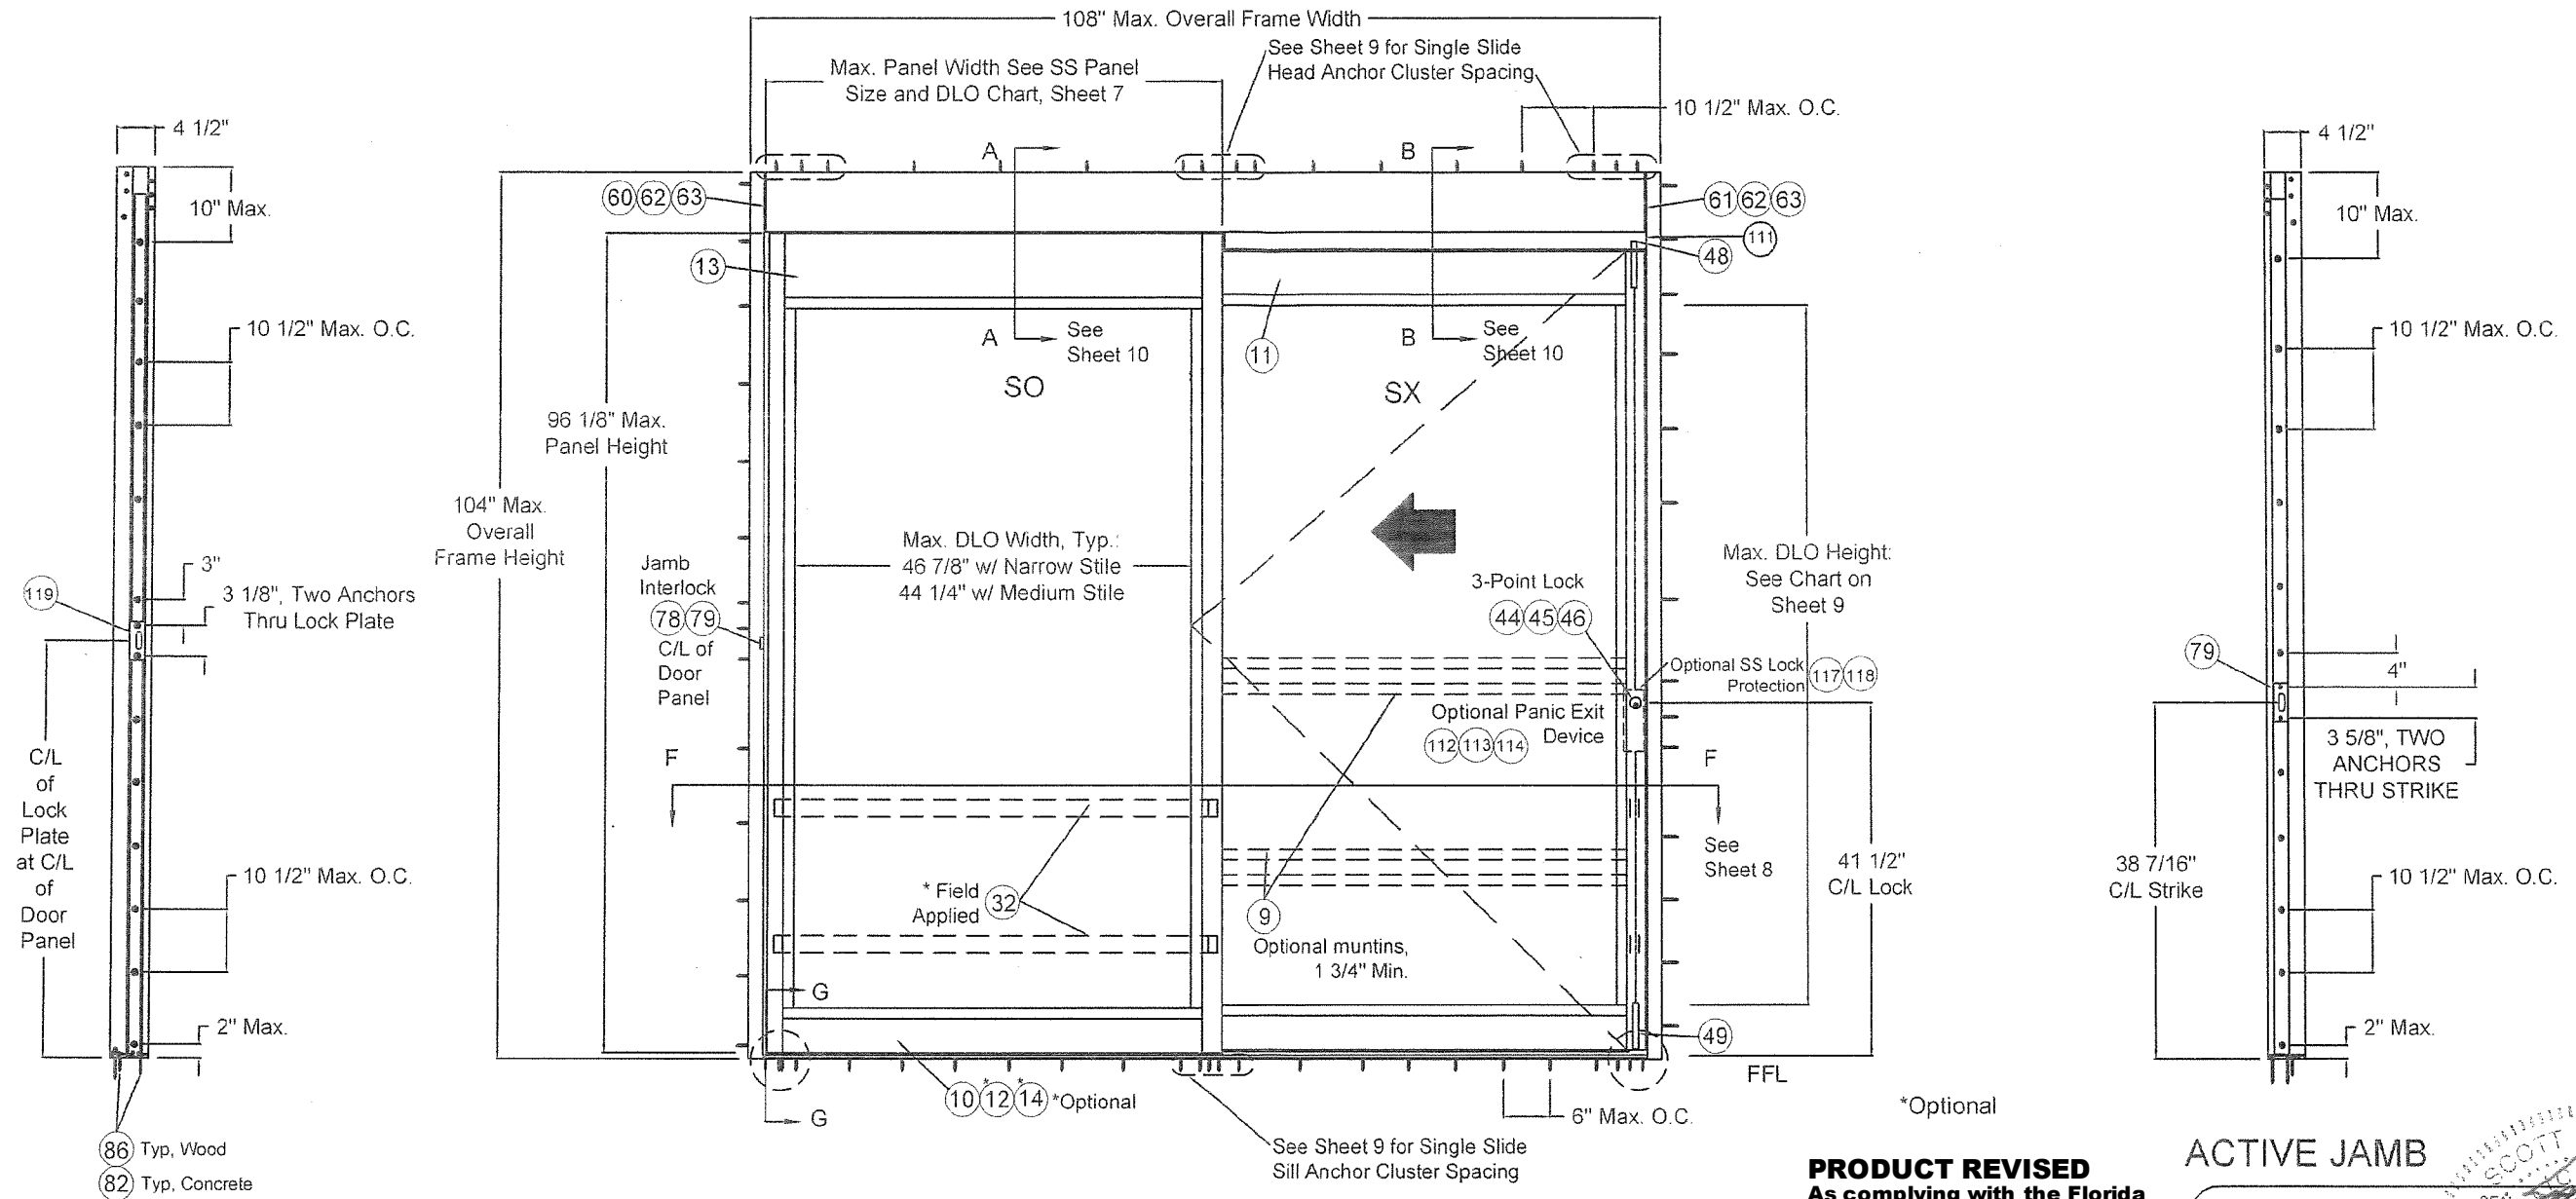 108" Max. Overall Frame Width
See Sheet 9 for Single Slide
Head Anchor Cluster Spacing
Max. Panel Width See SS Panel
Size and DLO Chart, Sheet 7
10 1/2" Max. O.C.
4 1/2"
10" Max.
10 1/2" Max. O.C.
3"
3 1/8", Two Anchors
Thru Lock Plate
119
C/L
of
Lock
Plate
at C/L
of
Door
Panel
10 1/2" Max. O.C.
2" Max.
86 Typ, Wood
82 Typ, Concrete
A
B
60 62 63
61 62 63
111
48
13
11
A
See
Sheet 10
B
See
Sheet 10
SO
SX
96 1/8" Max.
Panel Height
104" Max.
Overall
Frame Height
Jamb
Interlock
78 79
C/L of
Door
Panel
Max. DLO Width, Typ.:
46 7/8" w/ Narrow Stile
44 1/4" w/ Medium Stile
3-Point Lock
44 45 46
Max. DLO Height:
See Chart on
Sheet 9
Optional SS Lock
Protection 117 118
Optional Panic Exit
Device
112 113 114
F
F
See
Sheet 8
41 1/2"
C/L Lock
* Field
Applied 32
9
Optional muntins,
1 3/4" Min.
G
49
FFL
10 *12 *14 *Optional
G
6" Max. O.C.
See Sheet 9 for Single Slide
Sill Anchor Cluster Spacing
4 1/2"
10" Max.
10 1/2" Max. O.C.
79
4"
3 5/8", TWO
ANCHORS
THRU STRIKE
38 7/16"
C/L Strike
10 1/2" Max. O.C.
2" Max.
*Optional
ACTIVE JAMB
PRODUCT REVISED
As complying with the Florida
SCOTT